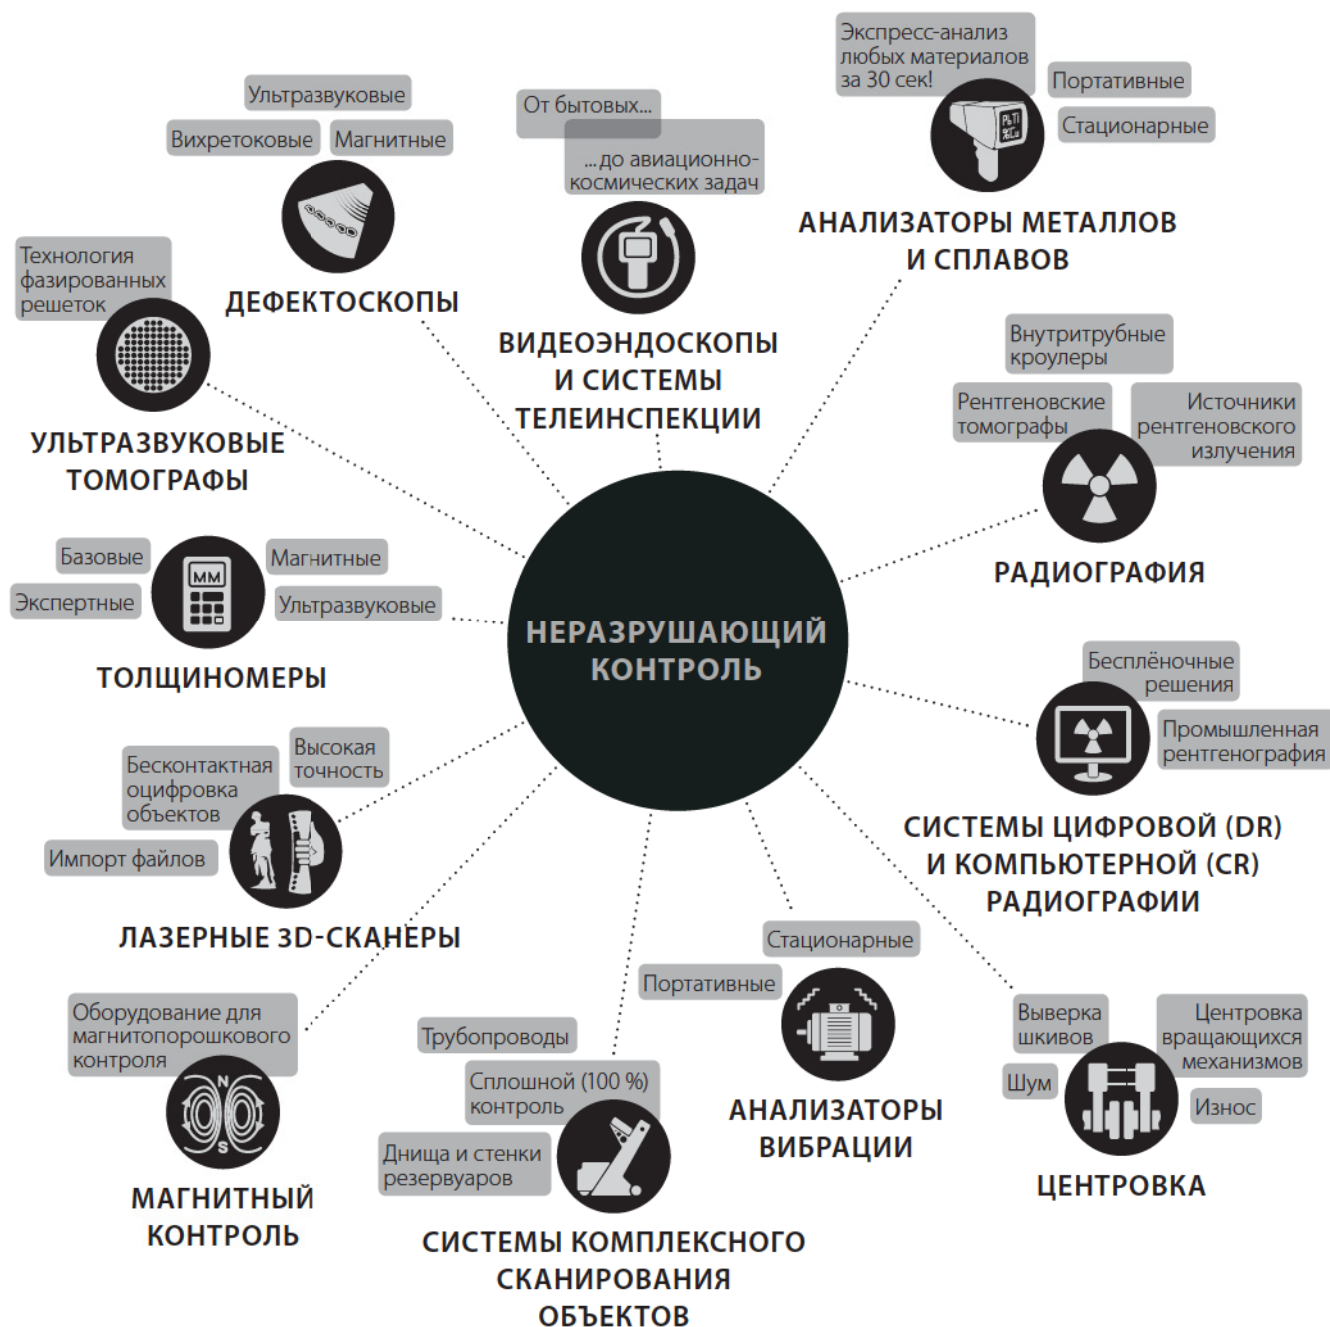 Экспресс-анализ
любых материалов
за 30 сек!
Портативные
Стационарные
Pb Ti
%Cu
АНАЛИЗАТОРЫ МЕТАЛЛОВ
И СПЛАВОВ
От бытовых...
...до авиационно-
космических задач
ВИДЕОЭНДОСКОПЫ
И СИСТЕМЫ
ТЕЛЕИНСПЕКЦИИ
Ультразвуковые
Вихретоковые
Магнитные
ДЕФЕКТОСКОПЫ
Технология
фазированных
решеток
УЛЬТРАЗВУКОВЫЕ
ТОМОГРАФЫ
Внутритрубные
кроулеры
Рентгеновские
томографы
Источники
рентгеновского
излучения
РАДИОГРАФИЯ
Базовые
Экспертные
Магнитные
Ультразвуковые
ММ
ТОЛЩИНОМЕРЫ
НЕРАЗРУШАЮЩИЙ
КОНТРОЛЬ
Бесплёночные
решения
Промышленная
рентгенография
СИСТЕМЫ ЦИФРОВОЙ (DR)
И КОМПЬЮТЕРНОЙ (CR)
РАДИОГРАФИИ
Высокая
точность
Бесконтактная
оцифровка
объектов
Импорт файлов
ЛАЗЕРНЫЕ 3D-СКАНЕРЫ
Оборудование для
магнитопорошкового
контроля
N
S
МАГНИТНЫЙ
КОНТРОЛЬ
Трубопроводы
Сплошной (100 %)
контроль
Днища и стенки
резервуаров
СИСТЕМЫ КОМПЛЕКСНОГО
СКАНИРОВАНИЯ
ОБЪЕКТОВ
Стационарные
Портативные
АНАЛИЗАТОРЫ
ВИБРАЦИИ
Выверка
шкивов
Центровка
вращающихся
механизмов
Шум
Износ
ЦЕНТРОВКА